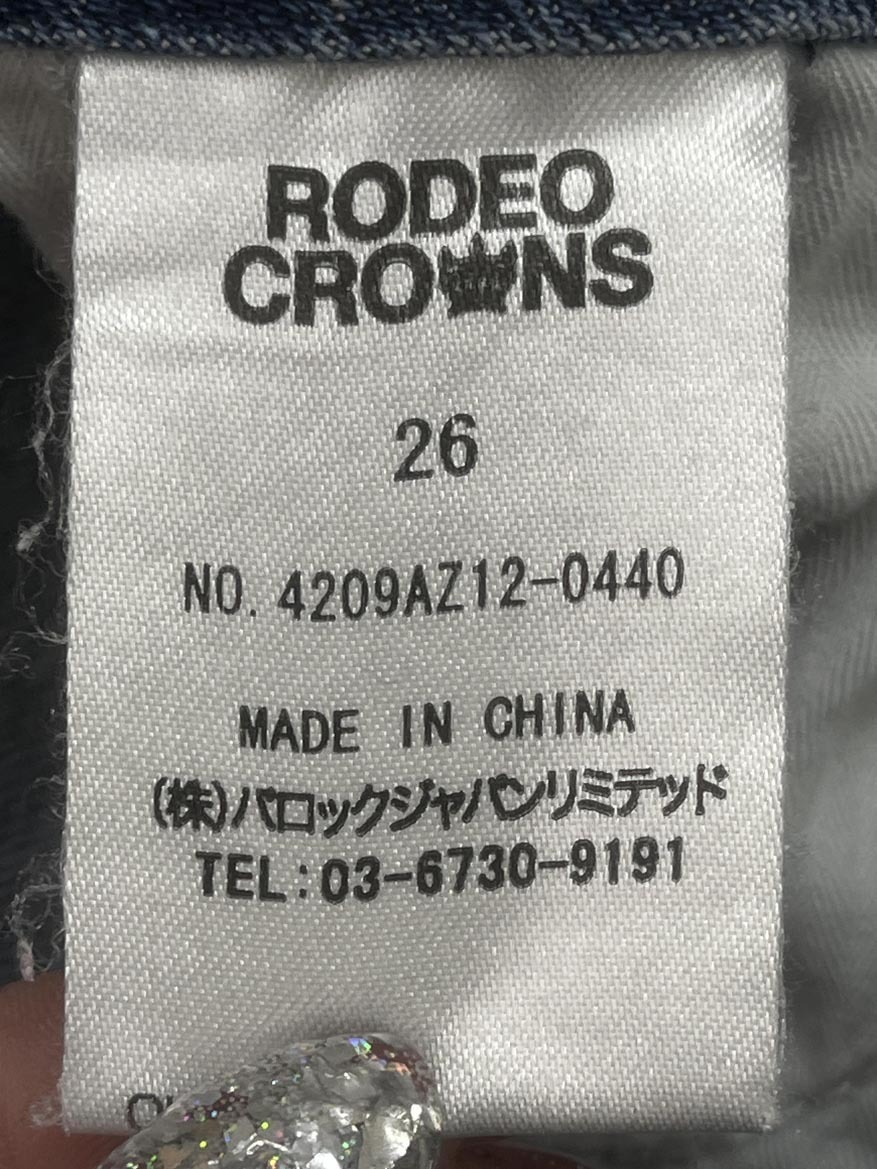 RODEO
CROWNS
26
NO. 4209AZ12-0440
MADE IN CHINA
(株)バロックジャパンリミテッド
TEL:03-6730-9191